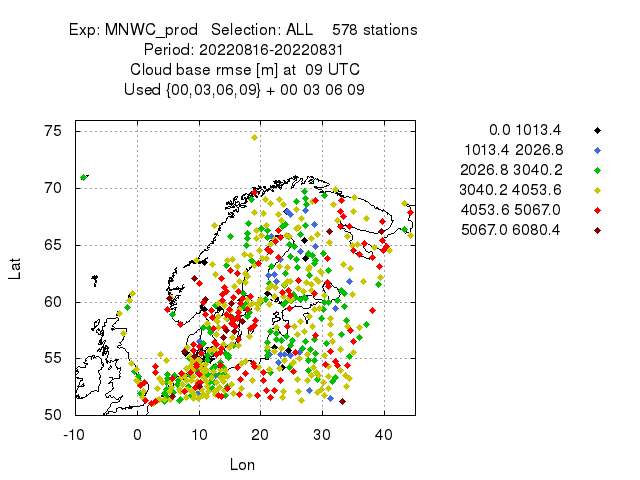 Exp: MNWC_prod   Selection: ALL    578 stations
Period: 20220816-20220831
Cloud base rmse [m] at  09 UTC
Used {00,03,06,09} + 00 03 06 09
0.0 1013.4
1013.4 2026.8
2026.8 3040.2
3040.2 4053.6
4053.6 5067.0
5067.0 6080.4
75
70
65
60
55
50
Lat
-10 0 10 20 30 40
Lon